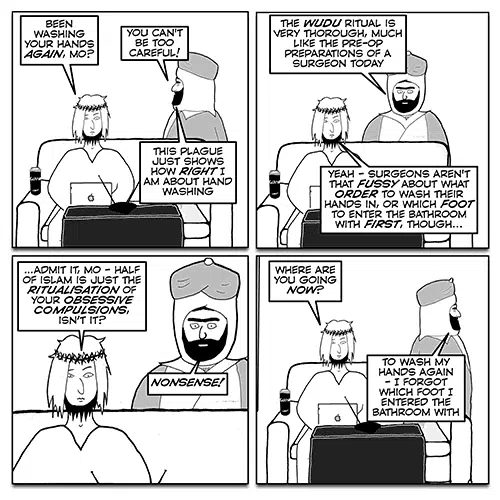 BEEN
WASHING
YOUR HANDS
AGAIN, MO?
YOU CAN'T
BE TOO
CAREFUL!
THIS PLAGUE
JUST SHOWS
HOW RIGHT I
AM ABOUT HAND
WASHING
THE WUDU RITUAL IS
VERY THOROUGH, MUCH
LIKE THE PRE-OP
PREPARATIONS OF A
SURGEON TODAY
YEAH - SURGEONS AREN'T
THAT FUSSY ABOUT WHAT
ORDER TO WASH THEIR
HANDS IN, OR WHICH FOOT
TO ENTER THE BATHROOM
WITH FIRST, THOUGH...
...ADMIT IT, MO - HALF
OF ISLAM IS JUST THE
RITUALISATION OF
YOUR OBSESSIVE
COMPULSIONS,
ISN'T IT?
NONSENSE!
WHERE ARE
YOU GOING
NOW?
TO WASH MY
HANDS AGAIN
- I FORGOT
WHICH FOOT I
ENTERED THE
BATHROOM WITH